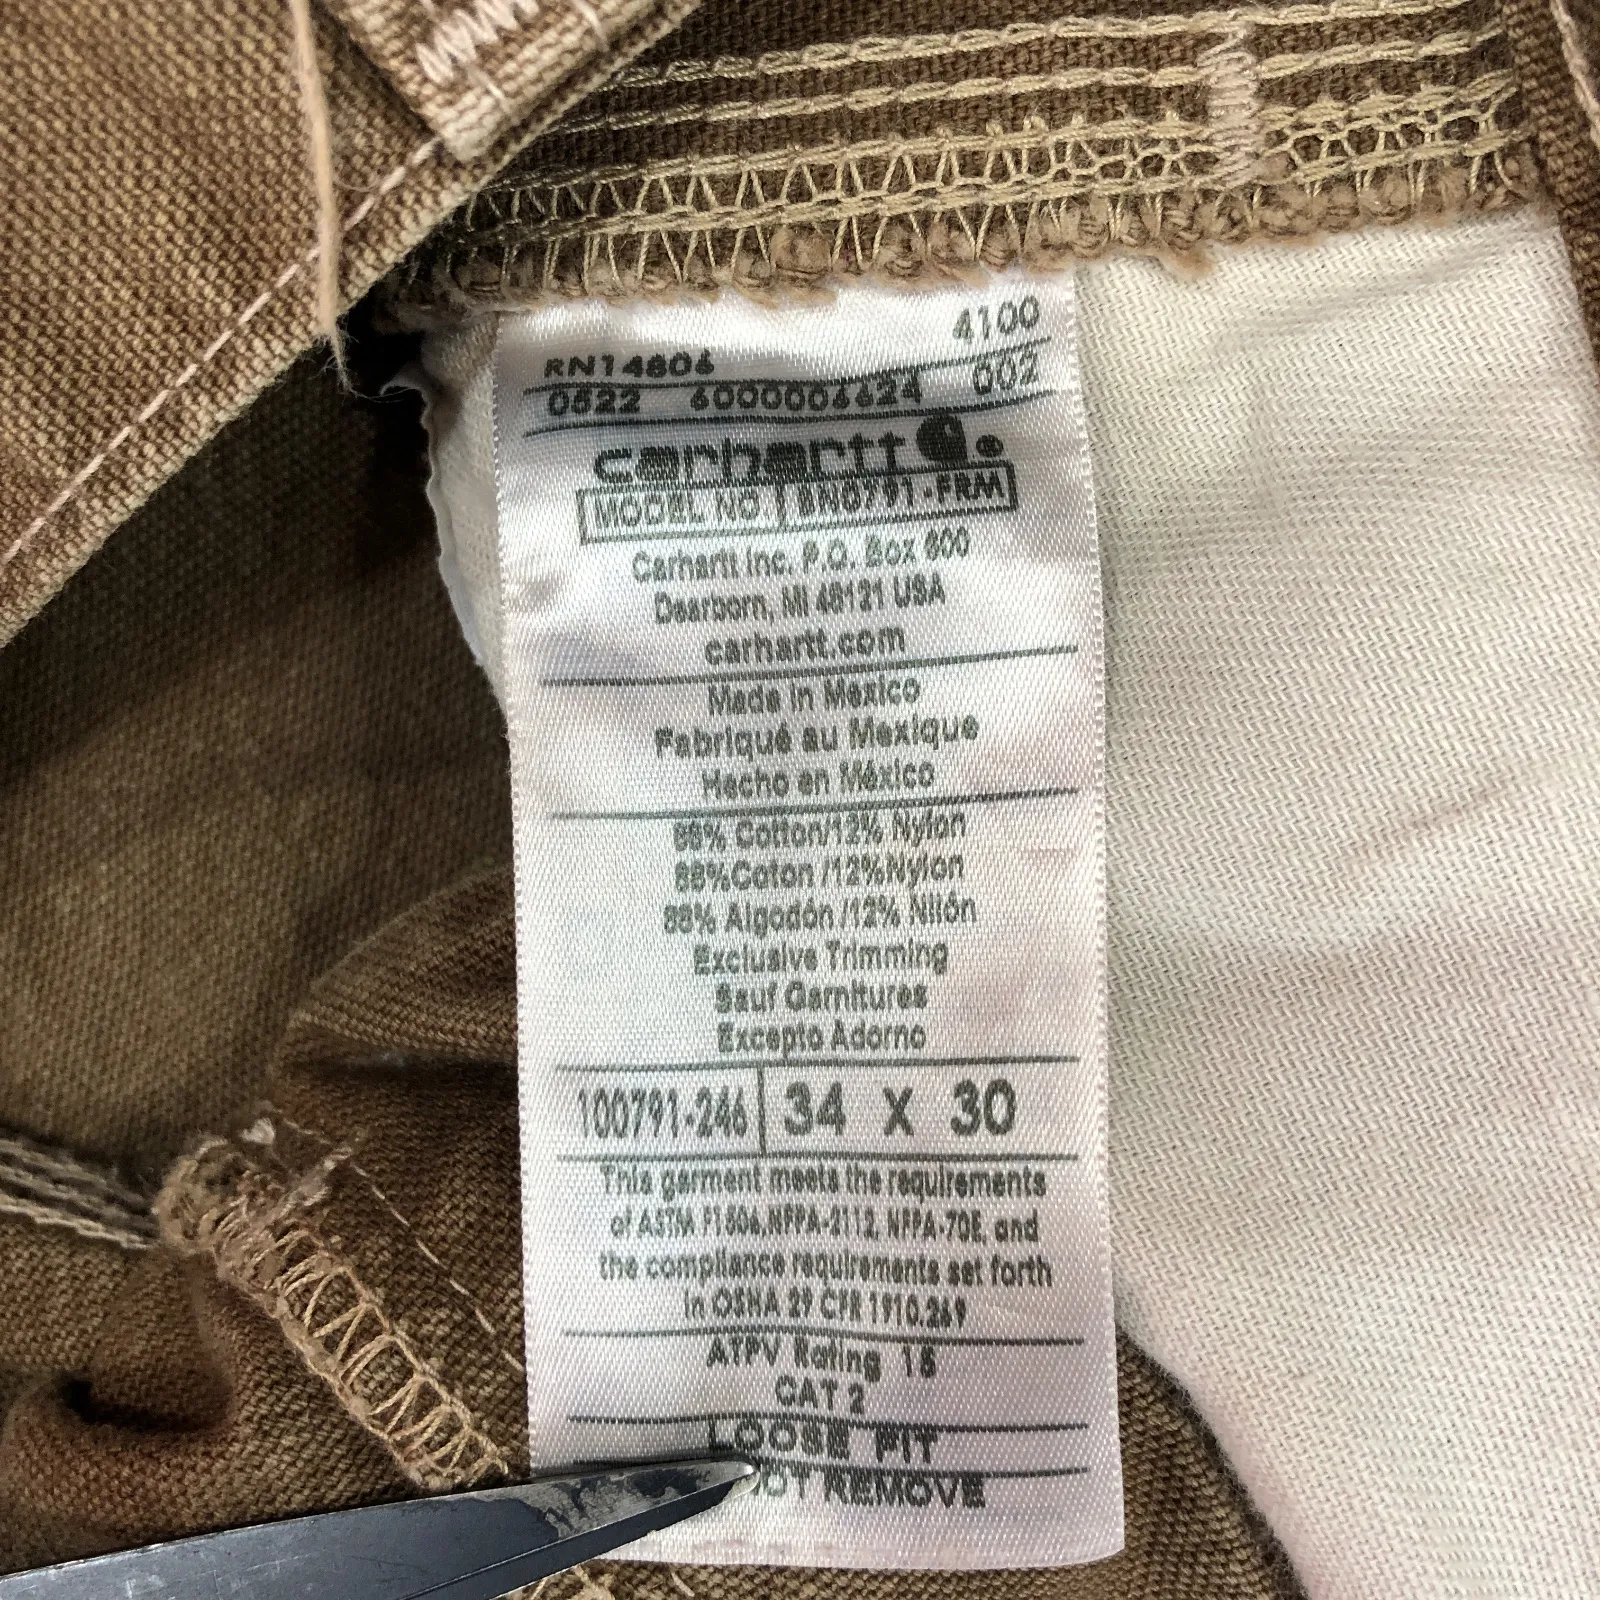 4100
RN14806
0522 6000006624 002
carhartt
MODEL NO BN0791-FRM
Carhartt Inc. P.O. Box 600
Dearborn, MI 48121 USA
carhartt.com
Made in Mexico
Fabriqué au Mexique
Hecho en México
88% Cotton/12% Nylon
88%Coton /12%Nylon
88% Algodón /12% Nilón
Exclusive Trimming
Sauf Garnitures
Excepto Adorno
100791-246 34 X 30
This garment meets the requirements
of ASTM F1506,NFPA-2112, NFPA-70E, and
the compliance requirements set forth
in OSHA 29 CFR 1910.269
ATPV Rating
CAT 2
LOOSE FIT
NOT REMOVE